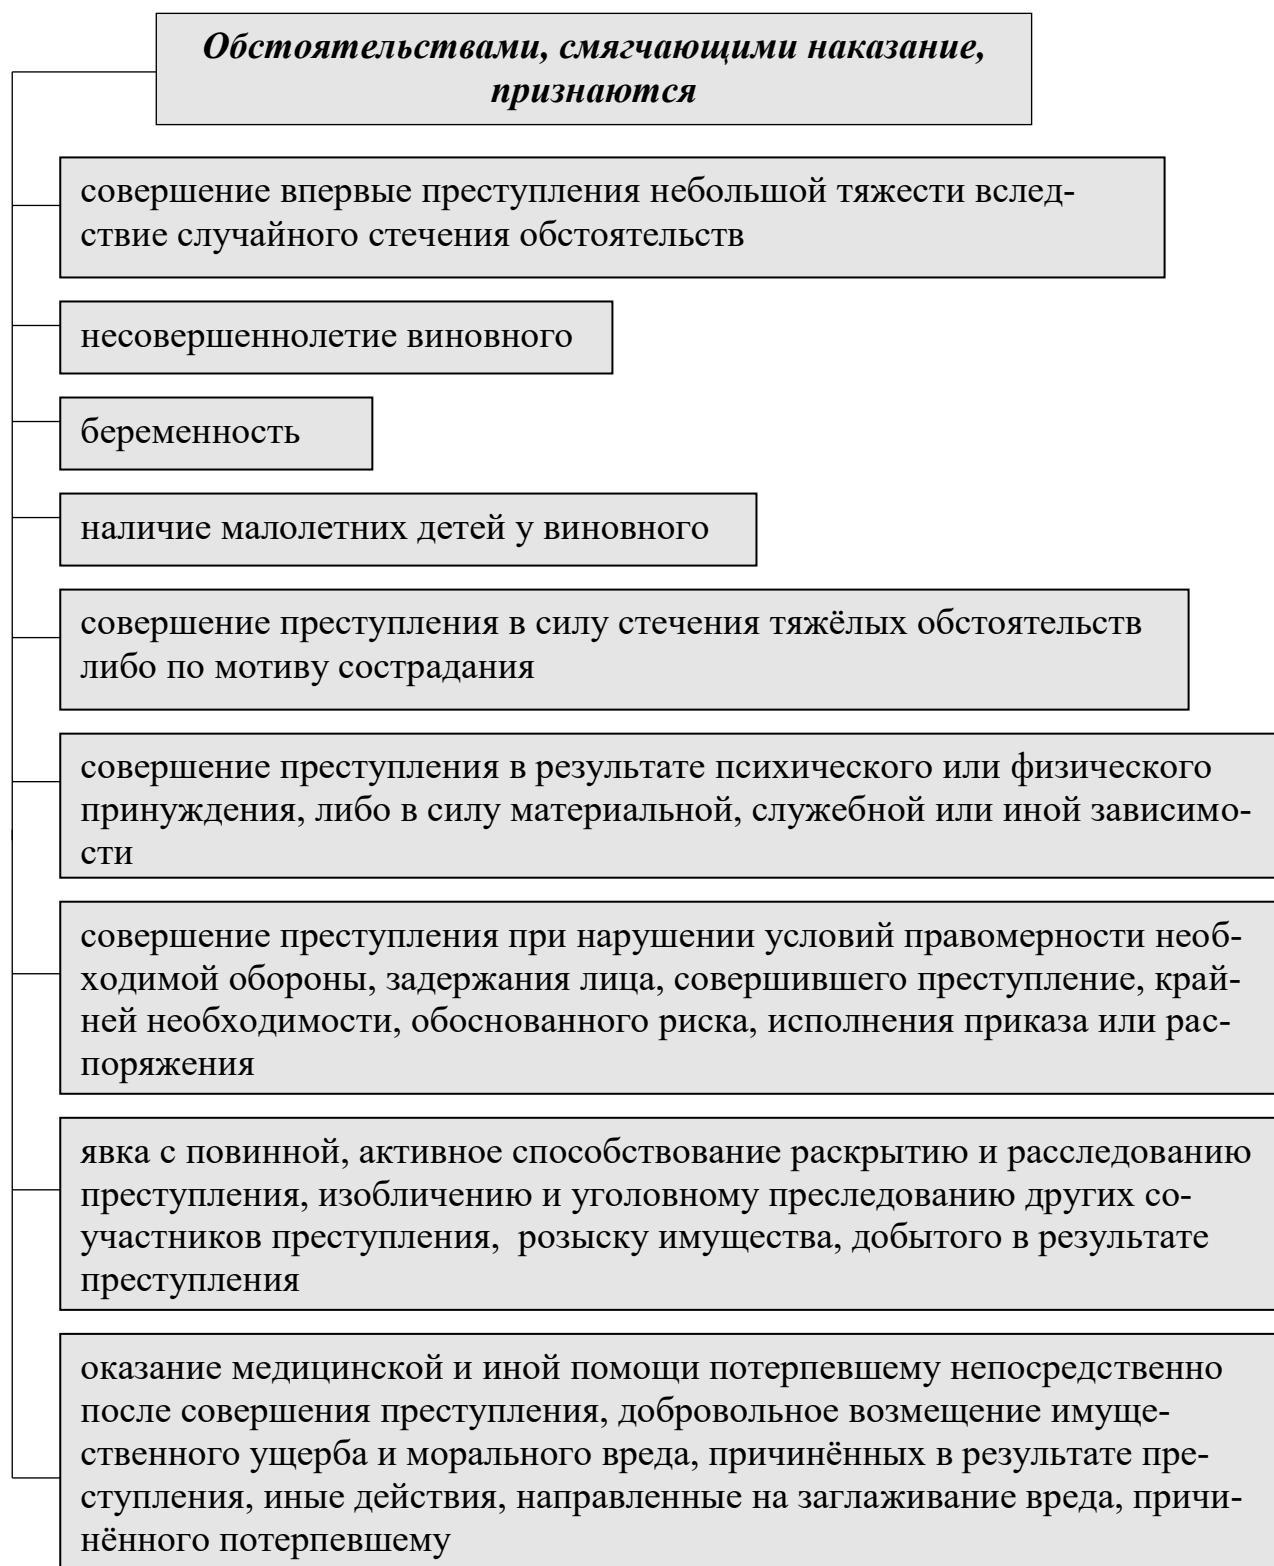 Обстоятельствами, смягчающими наказание,
признаются
совершение впервые преступления небольшой тяжести вслед-
ствие случайного стечения обстоятельств
несовершеннолетие виновного
беременность
наличие малолетних детей у виновного
совершение преступления в силу стечения тяжёлых обстоятельств
либо по мотиву сострадания
совершение преступления в результате психического или физического
принуждения, либо в силу материальной, служебной или иной зависимо-
сти
совершение преступления при нарушении условий правомерности необ-
ходимой обороны, задержания лица, совершившего преступление, край-
ней необходимости, обоснованного риска, исполнения приказа или рас-
поряжения
явка с повинной, активное способствование раскрытию и расследованию
преступления, изобличению и уголовному преследованию других со-
участников преступления,  розыску имущества, добытого в результате
преступления
оказание медицинской и иной помощи потерпевшему непосредственно
после совершения преступления, добровольное возмещение имуще-
ственного ущерба и морального вреда, причинённых в результате пре-
ступления, иные действия, направленные на заглаживание вреда, причи-
нённого потерпевшему